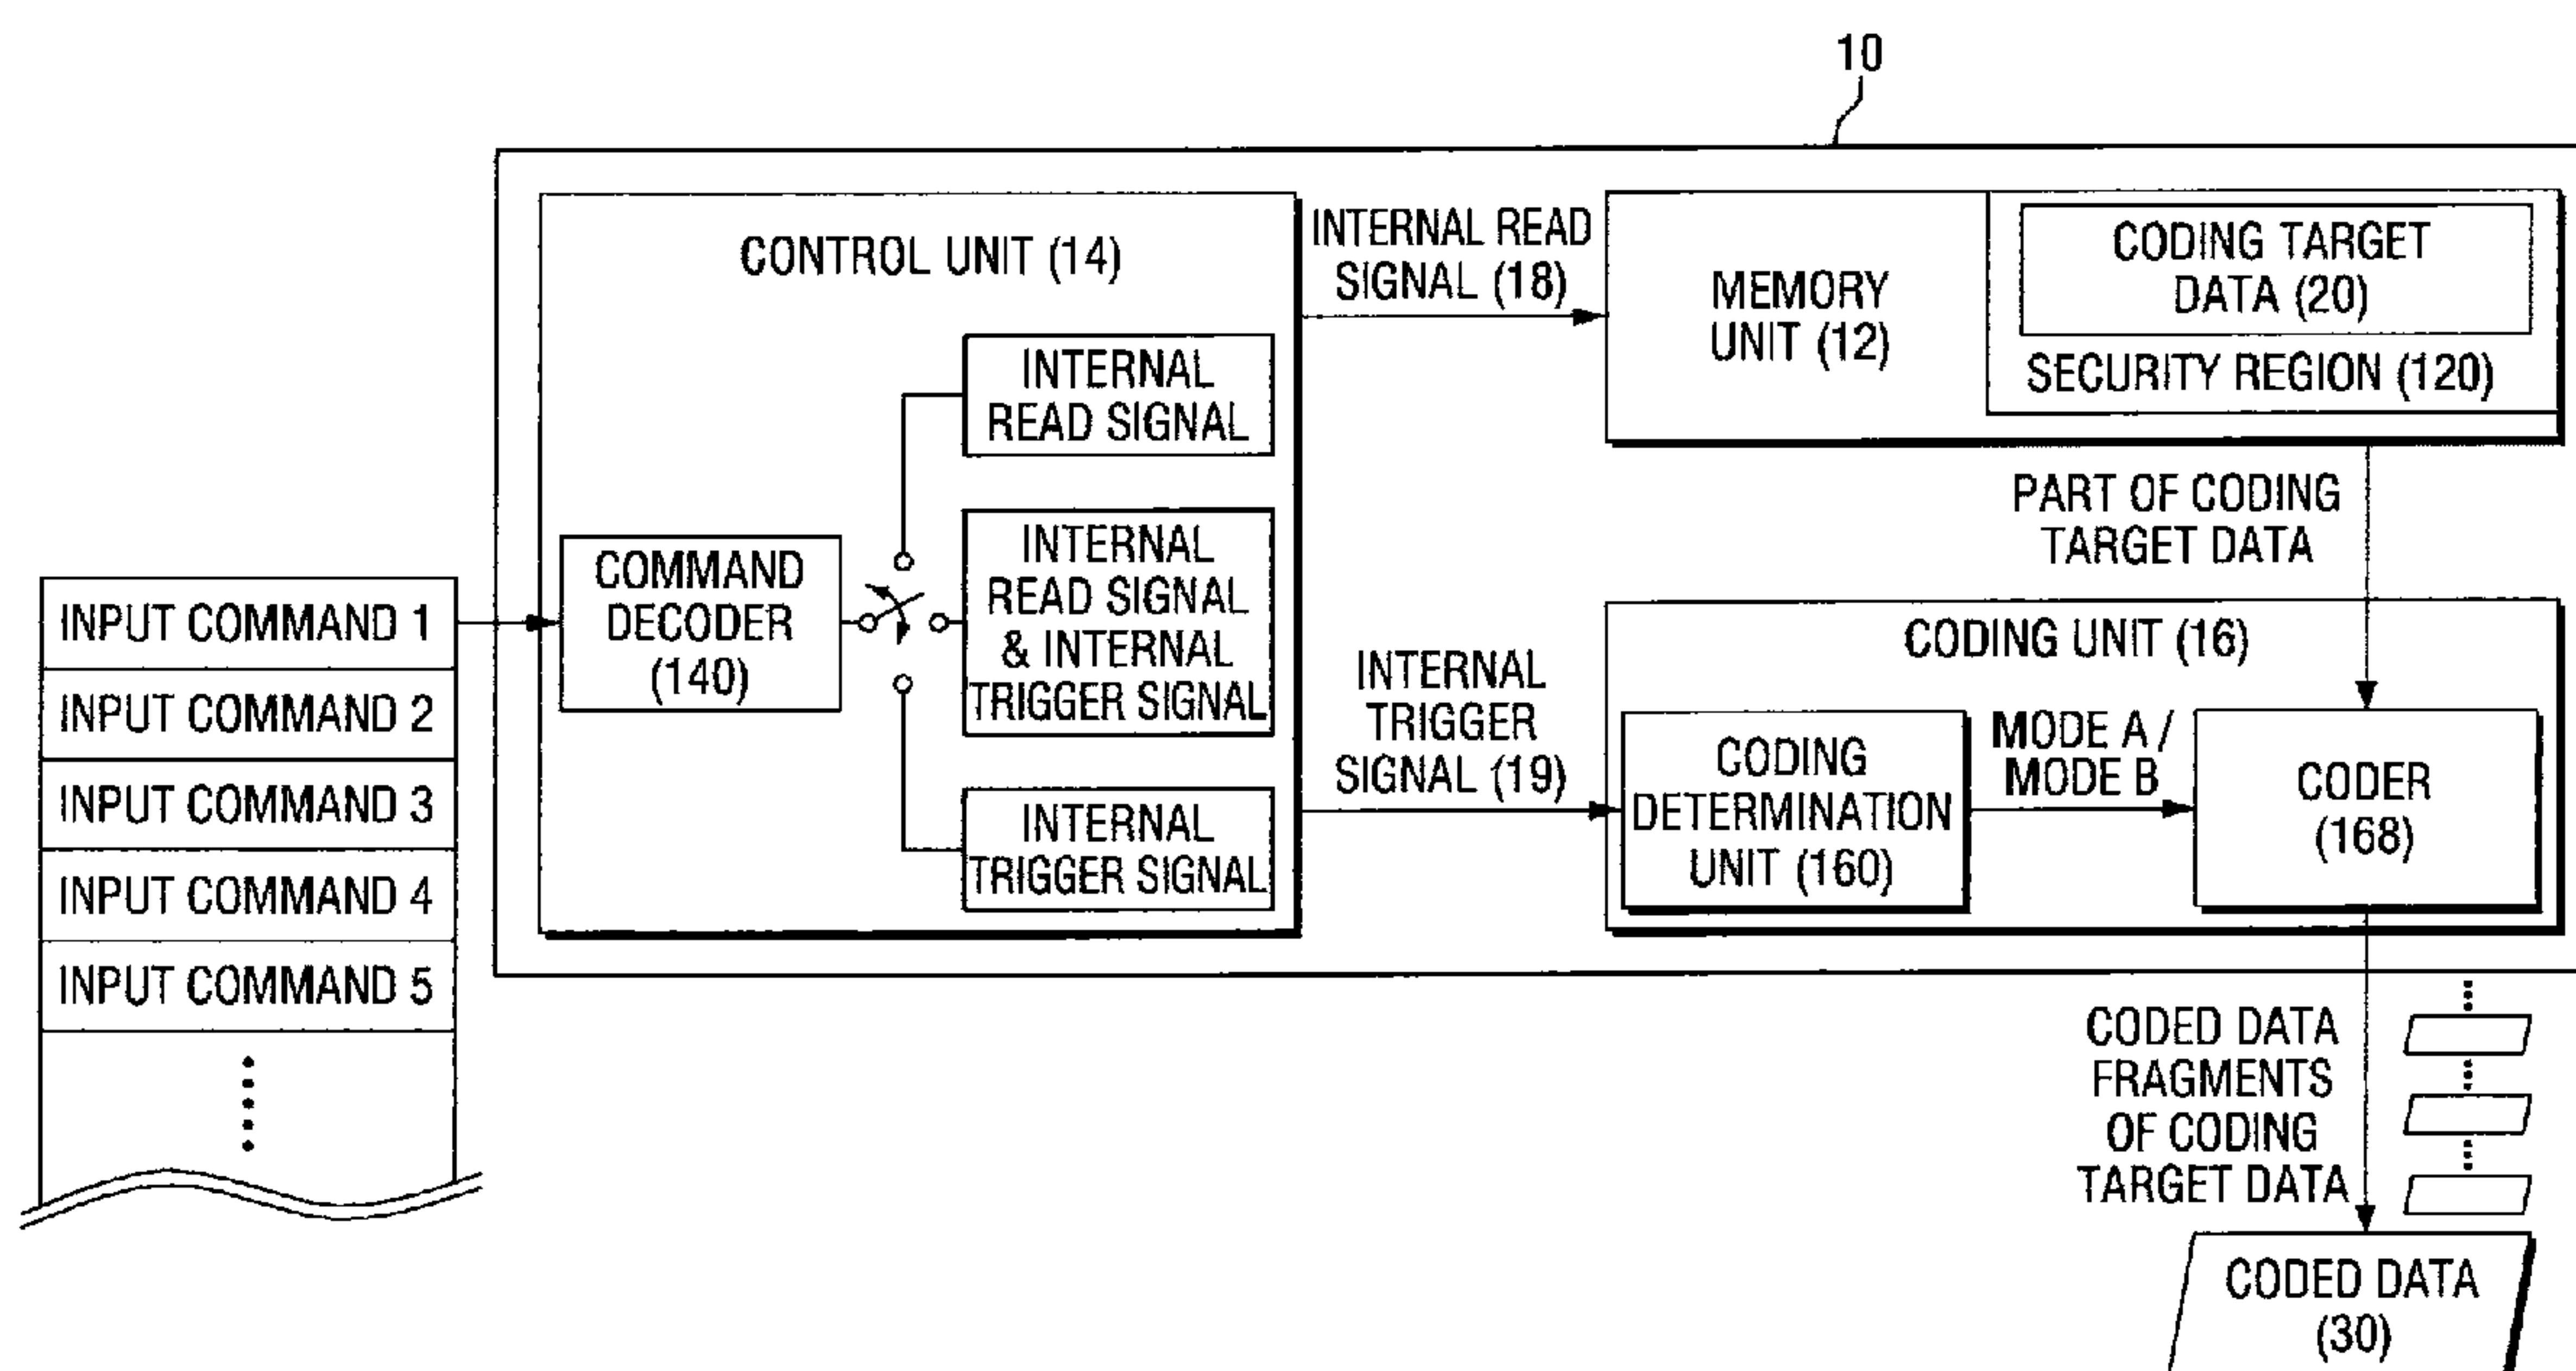 10
CONTROL UNIT (14)
INTERNAL READ
SIGNAL (18)
MEMORY
UNIT (12)
CODING TARGET
DATA (20)
SECURITY REGION (120)
INTERNAL
READ SIGNAL
INTERNAL
READ SIGNAL
& INTERNAL
TRIGGER SIGNAL
INTERNAL
TRIGGER SIGNAL
COMMAND
DECODER
(140)
INPUT COMMAND 1
INPUT COMMAND 2
INPUT COMMAND 3
INPUT COMMAND 4
INPUT COMMAND 5
PART OF CODING
TARGET DATA
INTERNAL
TRIGGER
SIGNAL (19)
CODING UNIT (16)
CODING
DETERMINATION
UNIT (160)
MODE A /
MODE B
CODER
(168)
CODED DATA
FRAGMENTS
OF CODING
TARGET DATA
CODED DATA
(30)